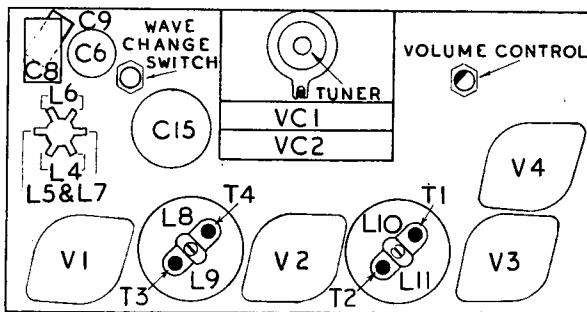 C9
WAVE
CHANGE
SWITCH
C6
C8
TUNER
VOLUME CONTROL
L6
C15
VC1
VC2
L4
L5&L7
V4
T4
T1
L8
L10
V1
V2
V3
L9
L11
T3
T2